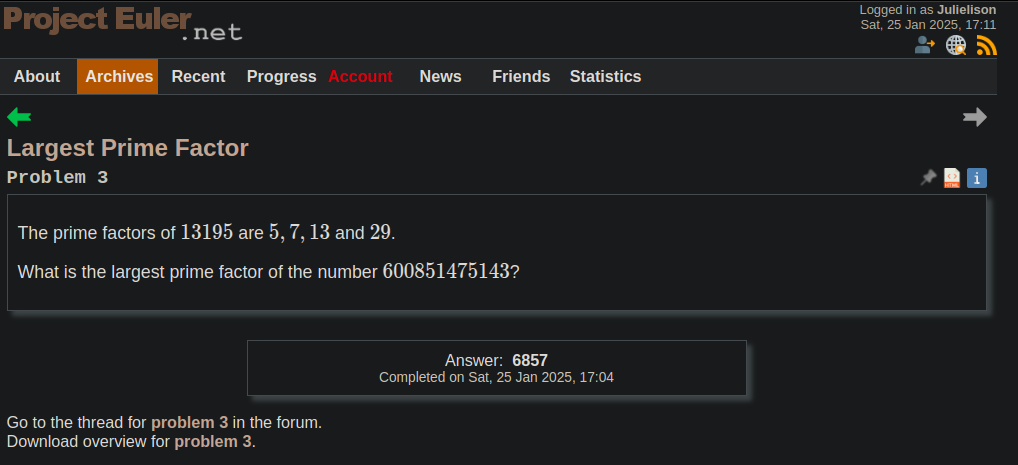 Project Euler.net
Logged in as Julielison
Sat, 25 Jan 2025, 17:11
About Archives Recent Progress Account News Friends Statistics
Largest Prime Factor
Problem 3
HTML
i
The prime factors of 13195 are 5, 7, 13 and 29.
What is the largest prime factor of the number 600851475143?
Answer: 6857
Completed on Sat, 25 Jan 2025, 17:04
Go to the thread for problem 3 in the forum.
Download overview for problem 3.